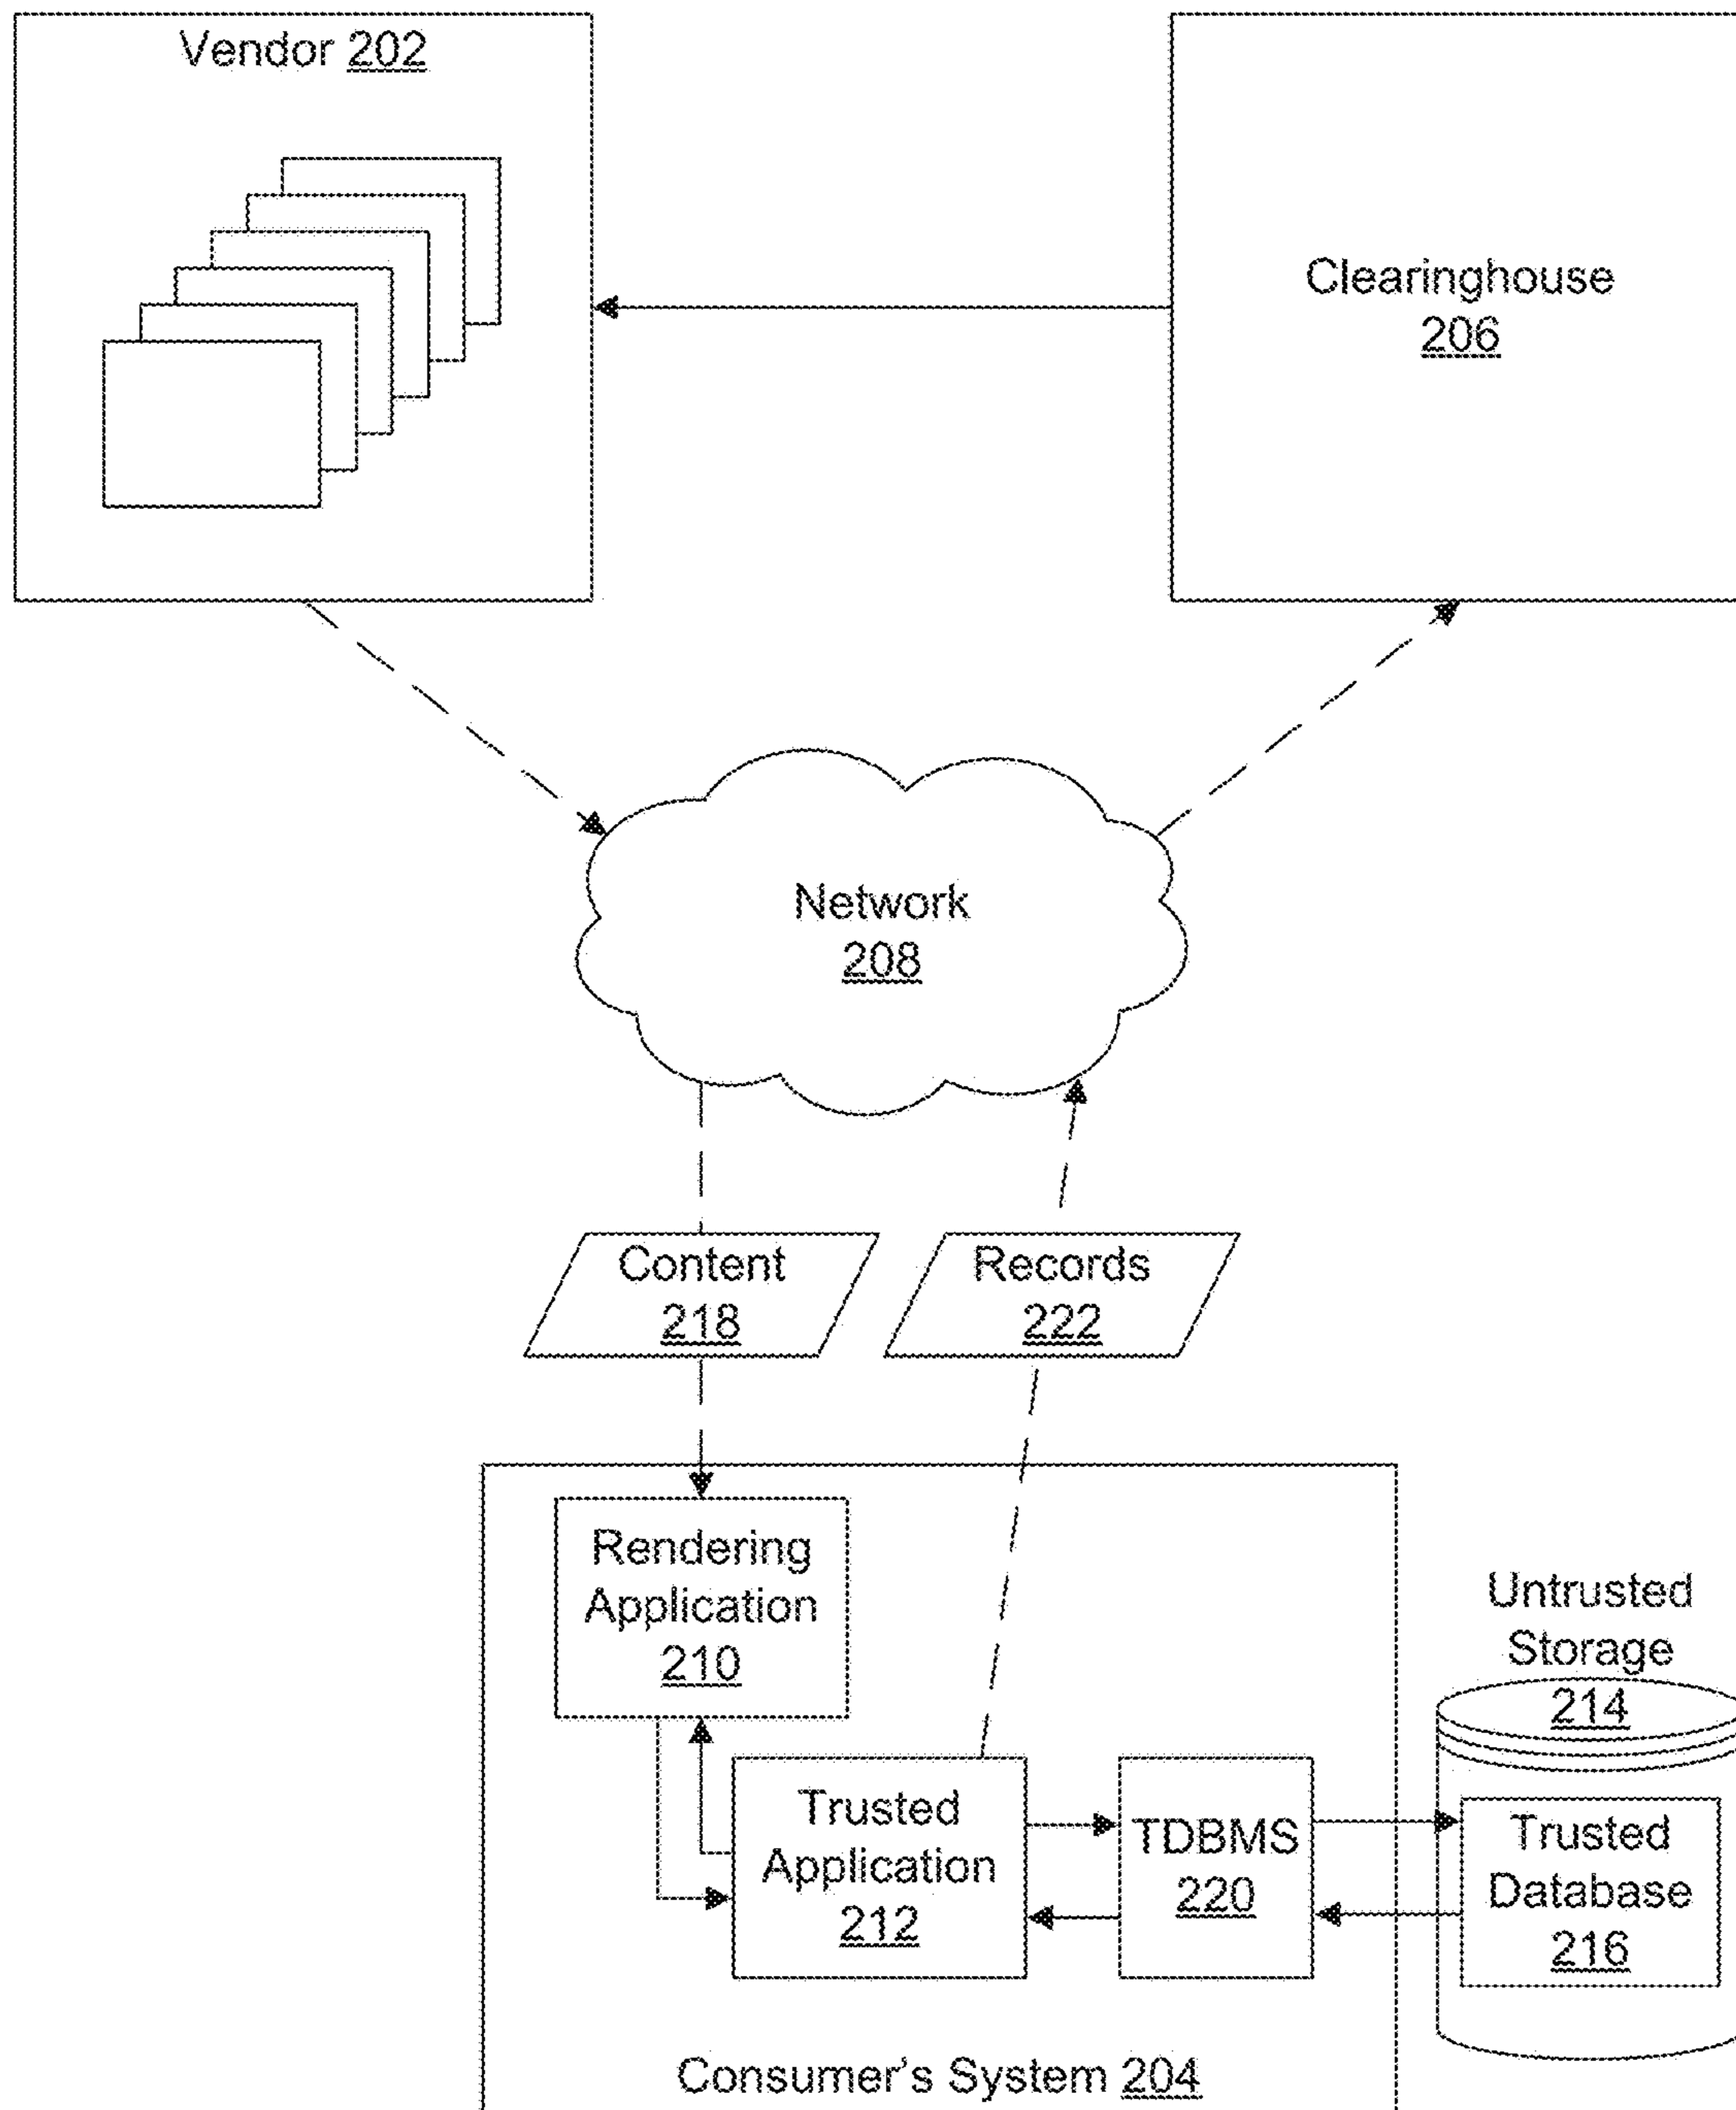 Vendor 202
Clearinghouse
206
Network
208
Content
218
Records
222
Rendering
Application
210
Untrusted
Storage
214
Trusted
Application
212
TDBMS
220
Trusted
Database
216
Consumer's System 204